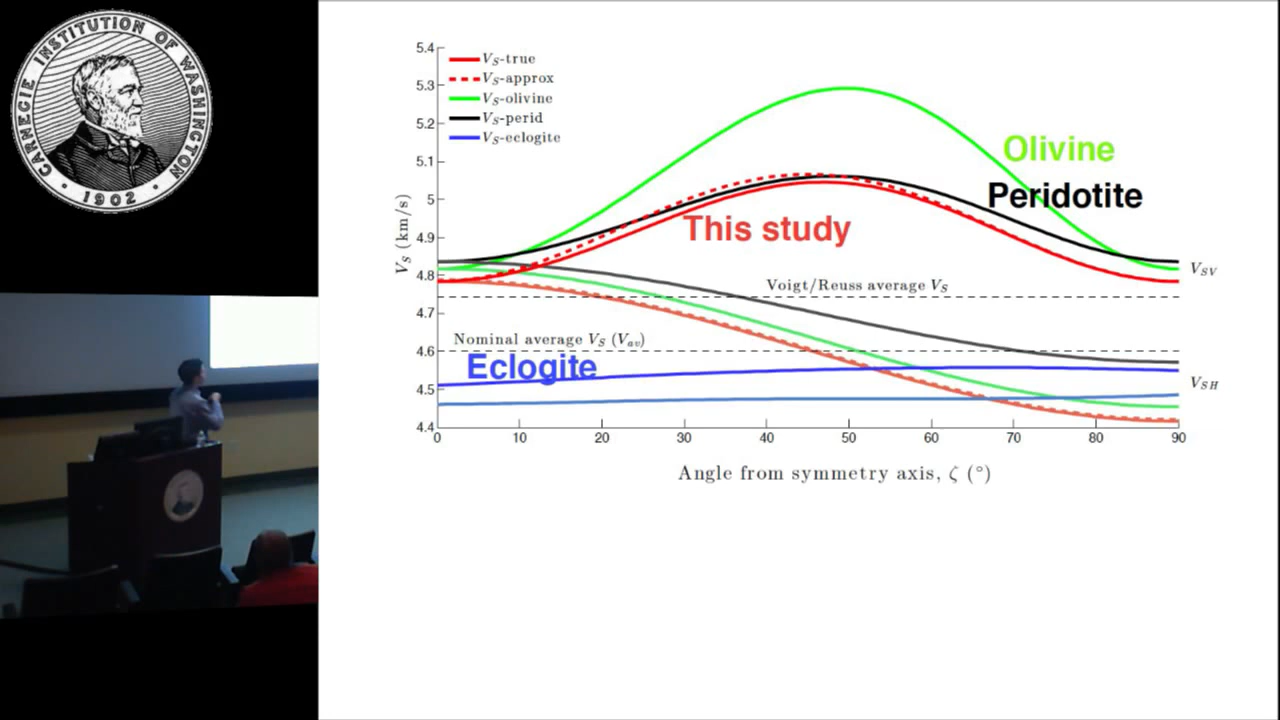 CARNEGIE INSTITUTION OF WASHINGTON
· 1902 ·
5.4
5.3
5.2
5.1
5
4.9
4.8
4.7
4.6
4.5
4.4
V_S (km/s)
V_S-true
V_S-approx
V_S-olivine
V_S-perid
V_S-eclogite
Olivine
Peridotite
This study
V_SV
Voigt/Reuss average V_S
Nominal average V_S (V_av)
Eclogite
V_SH
0 10 20 30 40 50 60 70 80 90
Angle from symmetry axis, ζ (°)